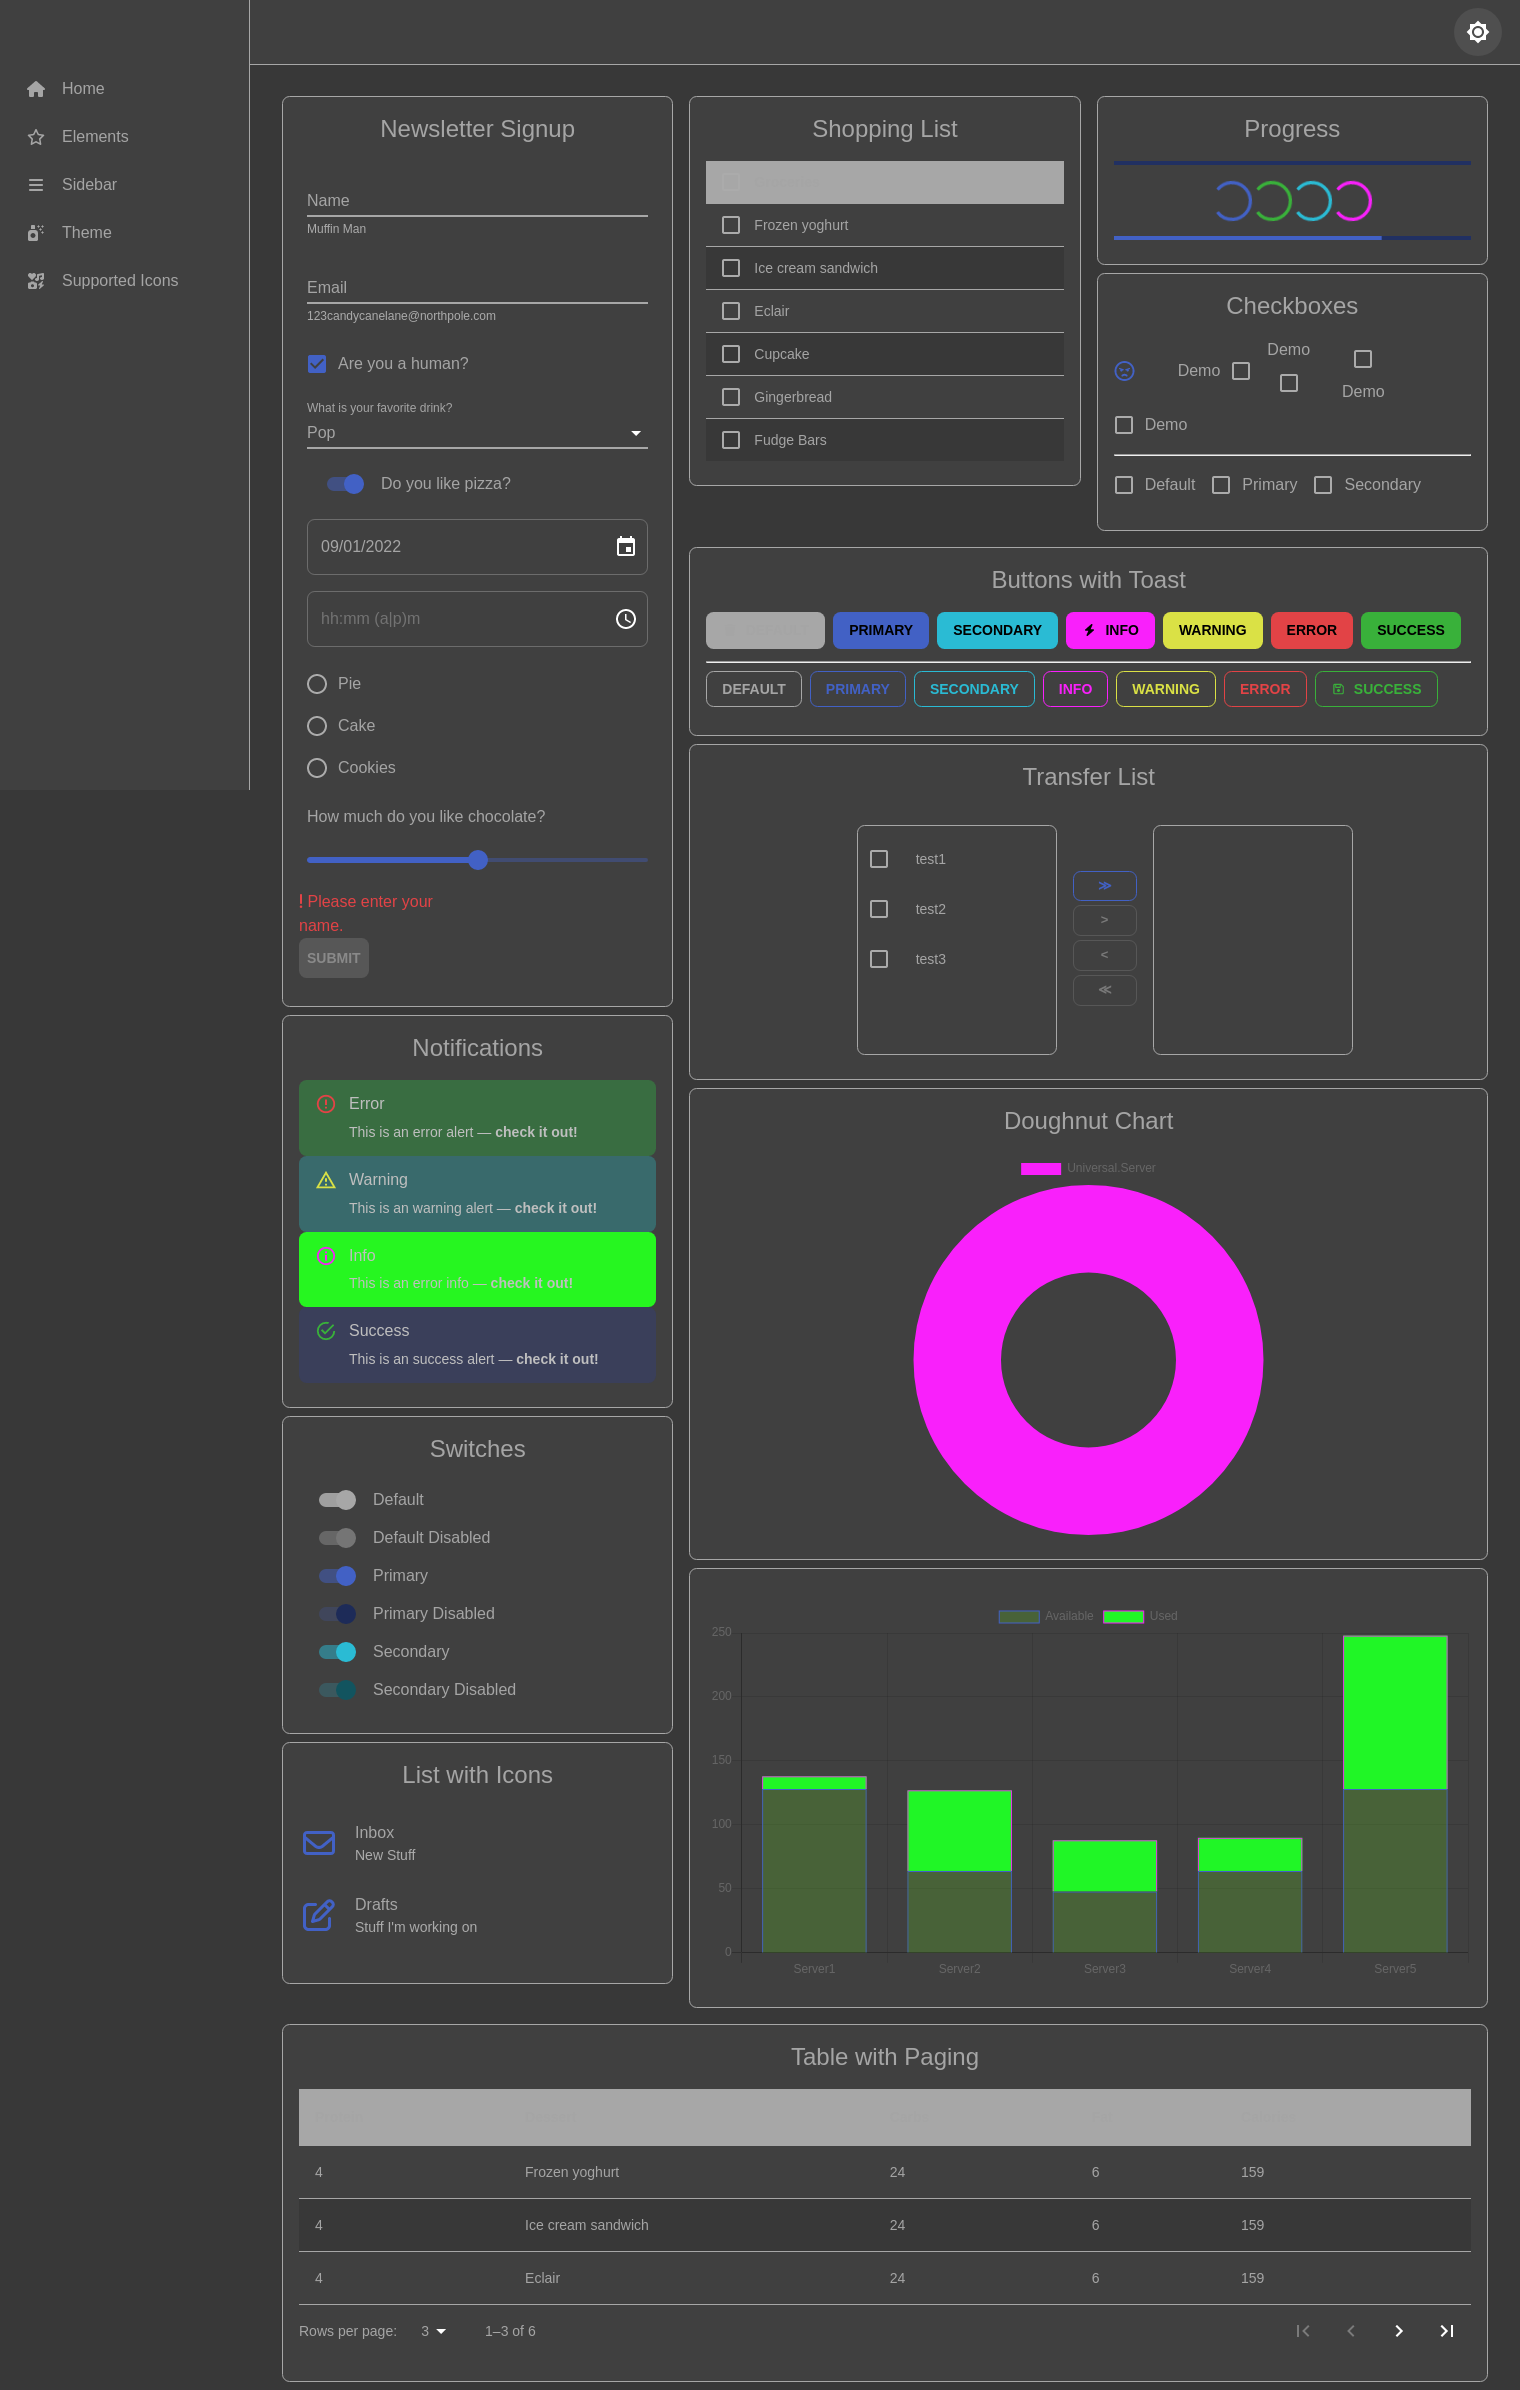 Home
Elements
Sidebar
Theme
Supported Icons
Newsletter Signup
Name
Muffin Man
Email
123candycanelane@northpole.com
Are you a human?
What is your favorite drink?
Pop
Do you like pizza?
09/01/2022
hh:mm (a|p)m
Pie
Cake
Cookies
How much do you like chocolate?
! Please enter your
name.
SUBMIT
Notifications
Error
This is an error alert — check it out!
Warning
This is an warning alert — check it out!
Info
This is an error info — check it out!
Success
This is an success alert — check it out!
Switches
Default
Default Disabled
Primary
Primary Disabled
Secondary
Secondary Disabled
List with Icons
Inbox
New Stuff
Drafts
Stuff I'm working on
Shopping List
Frozen yoghurt
Ice cream sandwich
Eclair
Cupcake
Gingerbread
Fudge Bars
Progress
Checkboxes
Demo
Demo
Demo
Demo
Default Primary Secondary
Buttons with Toast
PRIMARY SECONDARY INFO WARNING ERROR SUCCESS
DEFAULT PRIMARY SECONDARY INFO WARNING ERROR SUCCESS
Transfer List
test1
test2
test3
≫
>
<
≪
Doughnut Chart
Universal.Server
Available Used
250
200
150
100
50
0
Server1 Server2 Server3 Server4 Server5
Table with Paging
4 Frozen yoghurt 24 6 159
4 Ice cream sandwich 24 6 159
4 Eclair 24 6 159
Rows per page: 3 1–3 of 6